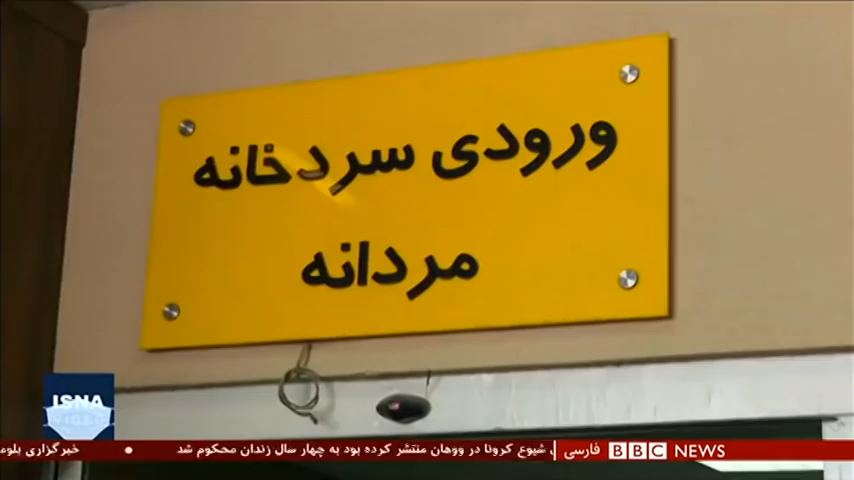 ورودی سردخانه
مردانه
ISNA
شیوع کرونا در ووهان منتشر کرده بود به چهار سال زندان محکوم شد • خبرگزاری
BBC NEWS فارسی